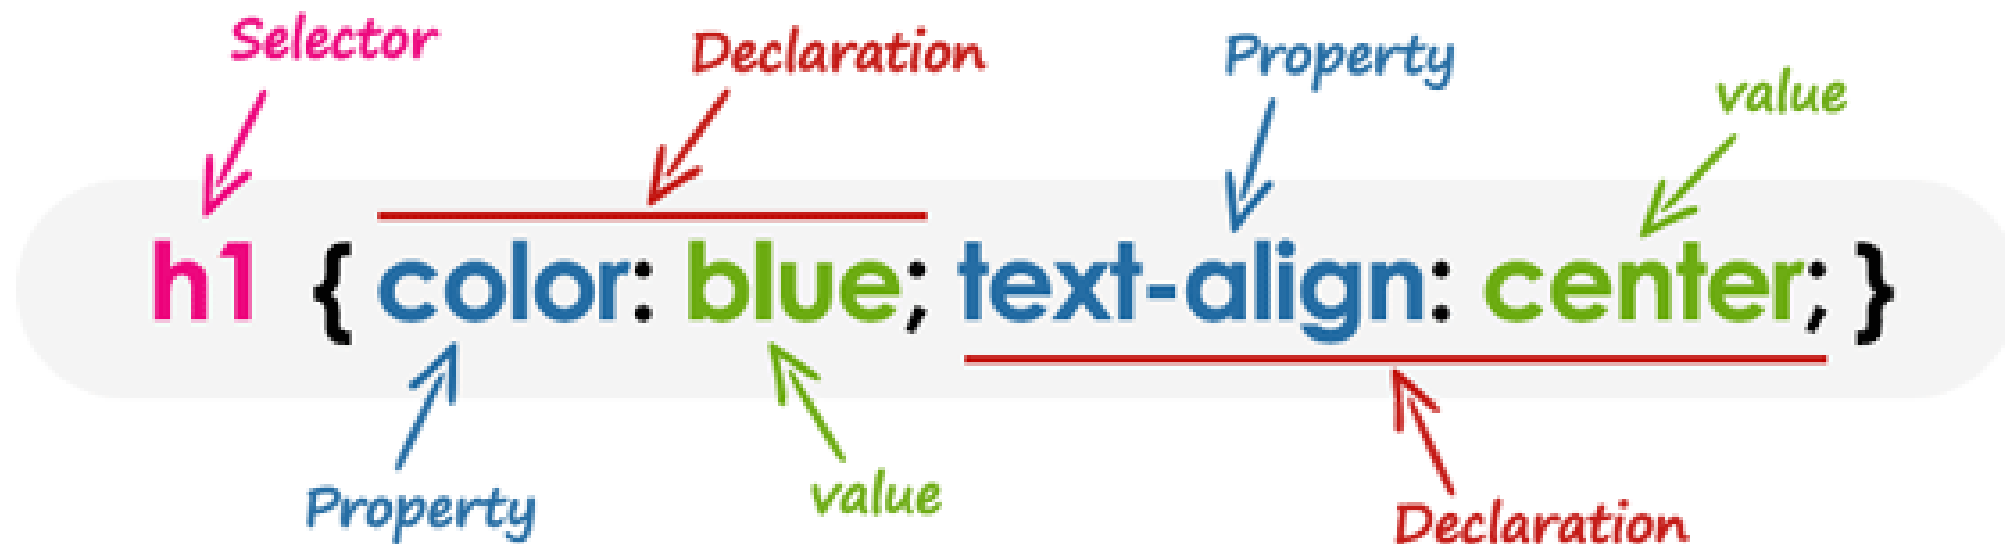 Selector
Declaration
Property
value
h1 { color: blue; text-align: center; }
Property
value
Declaration